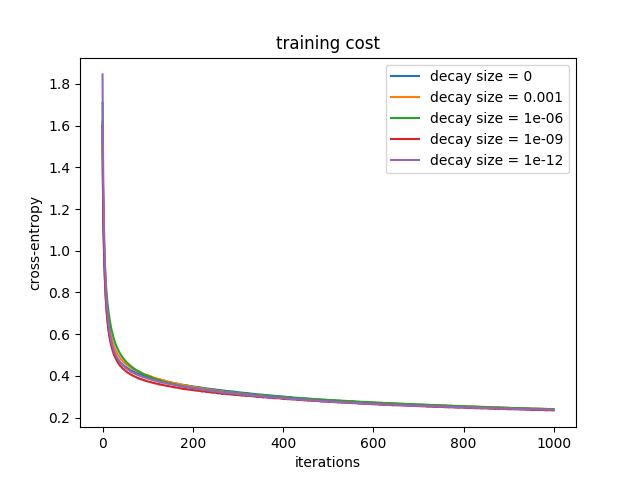 training cost
decay size = 0
decay size = 0.001
decay size = 1e-06
decay size = 1e-09
decay size = 1e-12
1.8
1.6
1.4
1.2
1.0
0.8
0.6
0.4
0.2
cross-entropy
0 200 400 600 800 1000
iterations